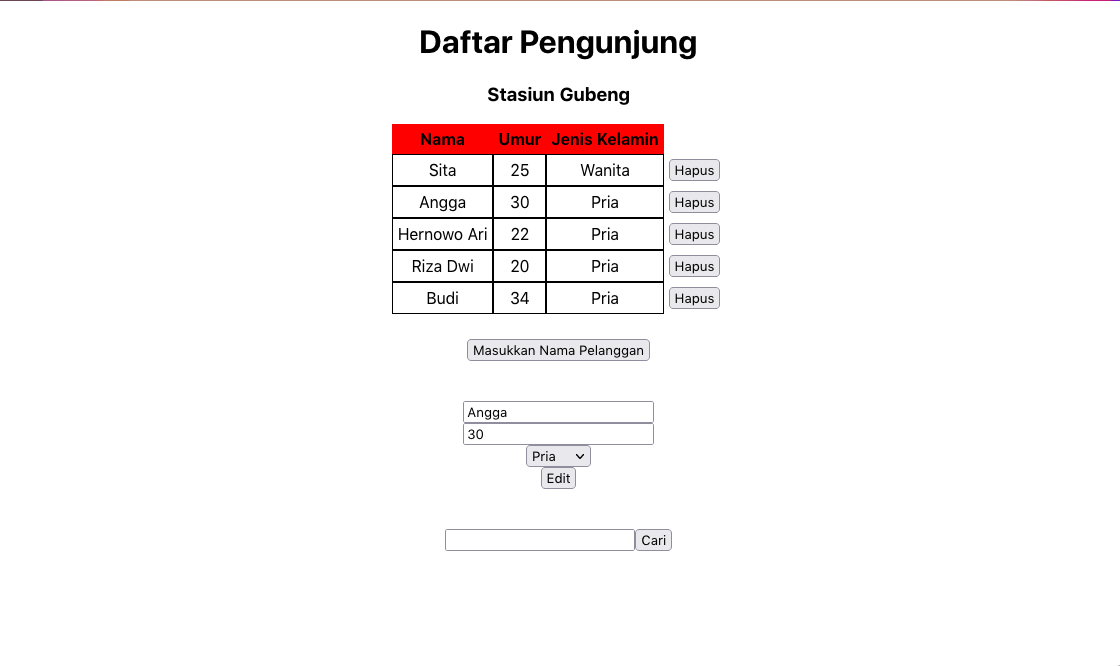 Daftar Pengunjung
Stasiun Gubeng
Nama Umur Jenis Kelamin
Sita 25 Wanita Hapus
Angga 30 Pria Hapus
Hernowo Ari 22 Pria Hapus
Riza Dwi 20 Pria Hapus
Budi 34 Pria Hapus
Masukkan Nama Pelanggan
Angga
30
Pria
Edit
Cari